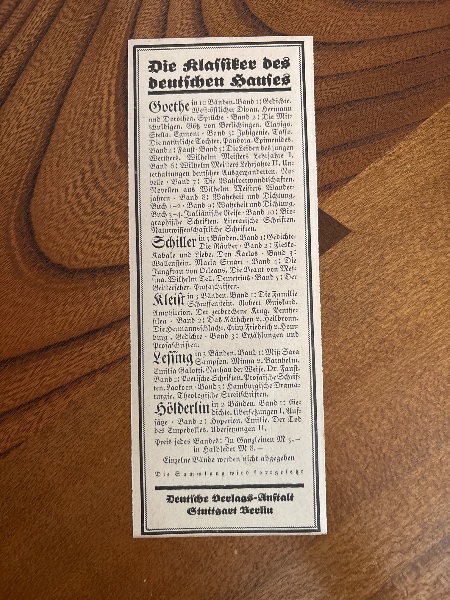 Die Klassiker des
deutschen Hauses
Goethe in 10 Bänden. Band 1: Gedichte.
Westöstlicher Divan. Hermann
und Dorothea. Sprüche · Band 2: Die Mit-
schuldigen. Götz von Berlichingen. Clavigo.
Stella. Egmont · Band 3: Iphigenie. Tasso.
Die natürliche Tochter. Pandora. Epimenides.
Band 4: Faust · Band 5: Die Leiden des jungen
Werthers. Wilhelm Meisters Lehrjahre I.
Band 6: Wilhelm Meisters Lehrjahre II. Un-
terhaltungen deutscher Ausgewanderten. No-
velle · Band 7: Die Wahlverwandtschaften.
Novellen aus Wilhelm Meisters Wander-
jahren · Band 8: Wahrheit und Dichtung,
Buch 1–2 · Band 9: Wahrheit und Dichtung,
Buch 3–4. Italiänische Reise · Band 10: Bio-
graphische Schriften. Literarische Schriften.
Naturwissenschaftliche Schriften.
Schiller in 5 Bänden. Band 1: Gedichte.
Die Räuber · Band 2: Fiesko.
Kabale und Liebe. Don Karlos · Band 3:
Wallenstein. Maria Stuart · Band 4: Die
Jungfrau von Orleans. Die Braut von Mes-
sina. Wilhelm Tell. Demetrius · Band 5: Der
Geisterseher. Prosaschriften.
Kleist in 3 Bänden. Band 1: Die Familie
Schroffenstein. Robert Guiskard.
Amphitryon. Der zerbrochene Krug. Penthe-
silea · Band 2: Das Käthchen v. Heilbronn.
Die Hermannsschlacht. Prinz Friedrich v. Hom-
burg. Gedichte · Band 3: Erzählungen und
Prosaschriften.
Lessing in 3 Bänden. Band 1: Miß Sara
Sampson. Minna v. Barnhelm.
Emilia Galotti. Nathan der Weise. Dr. Faust.
Band 2: Poetische Schriften. Prosaische Schrif-
ten. Laokoon · Band 3: Hamburgische Drama-
turgie. Theologische Streitschriften.
Hölderlin in 2 Bänden. Band 1: Ge-
dichte. Übersetzungen I. Auf-
sätze · Band 2: Hyperion. Emilie. Der Tod
des Empedokles. Übersetzungen II.
Preis jedes Bandes: In Ganzleinen M 5.–
in Halbleder M 8.–
Einzelne Bände werden nicht abgegeben
Die Sammlung wird fortgesetzt
Deutsche Verlags-Anstalt
Stuttgart Berlin